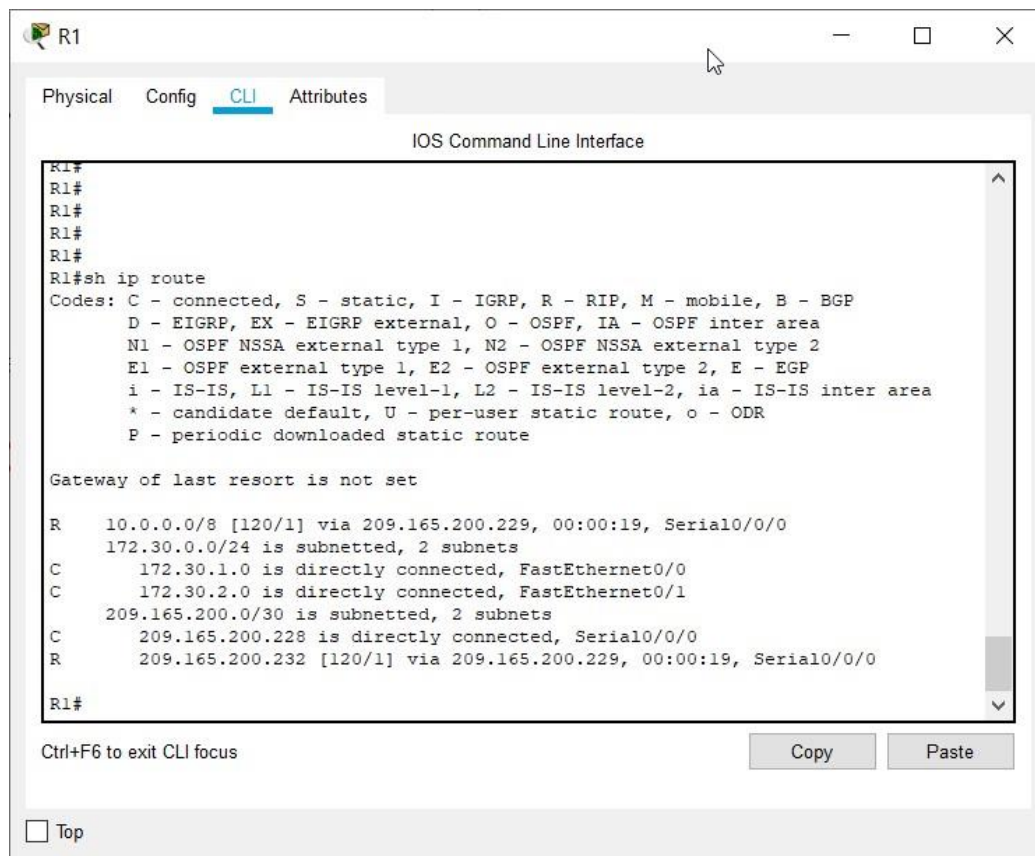 R1
Physical Config CLI Attributes
IOS Command Line Interface
R1#
R1#
R1#
R1#
R1#
R1#sh ip route
Codes: C - connected, S - static, I - IGRP, R - RIP, M - mobile, B - BGP
       D - EIGRP, EX - EIGRP external, O - OSPF, IA - OSPF inter area
       N1 - OSPF NSSA external type 1, N2 - OSPF NSSA external type 2
       E1 - OSPF external type 1, E2 - OSPF external type 2, E - EGP
       i - IS-IS, L1 - IS-IS level-1, L2 - IS-IS level-2, ia - IS-IS inter area
       * - candidate default, U - per-user static route, o - ODR
       P - periodic downloaded static route
Gateway of last resort is not set
R    10.0.0.0/8 [120/1] via 209.165.200.229, 00:00:19, Serial0/0/0
     172.30.0.0/24 is subnetted, 2 subnets
C       172.30.1.0 is directly connected, FastEthernet0/0
C       172.30.2.0 is directly connected, FastEthernet0/1
     209.165.200.0/30 is subnetted, 2 subnets
C       209.165.200.228 is directly connected, Serial0/0/0
R       209.165.200.232 [120/1] via 209.165.200.229, 00:00:19, Serial0/0/0
R1#
Ctrl+F6 to exit CLI focus Copy Paste
Top